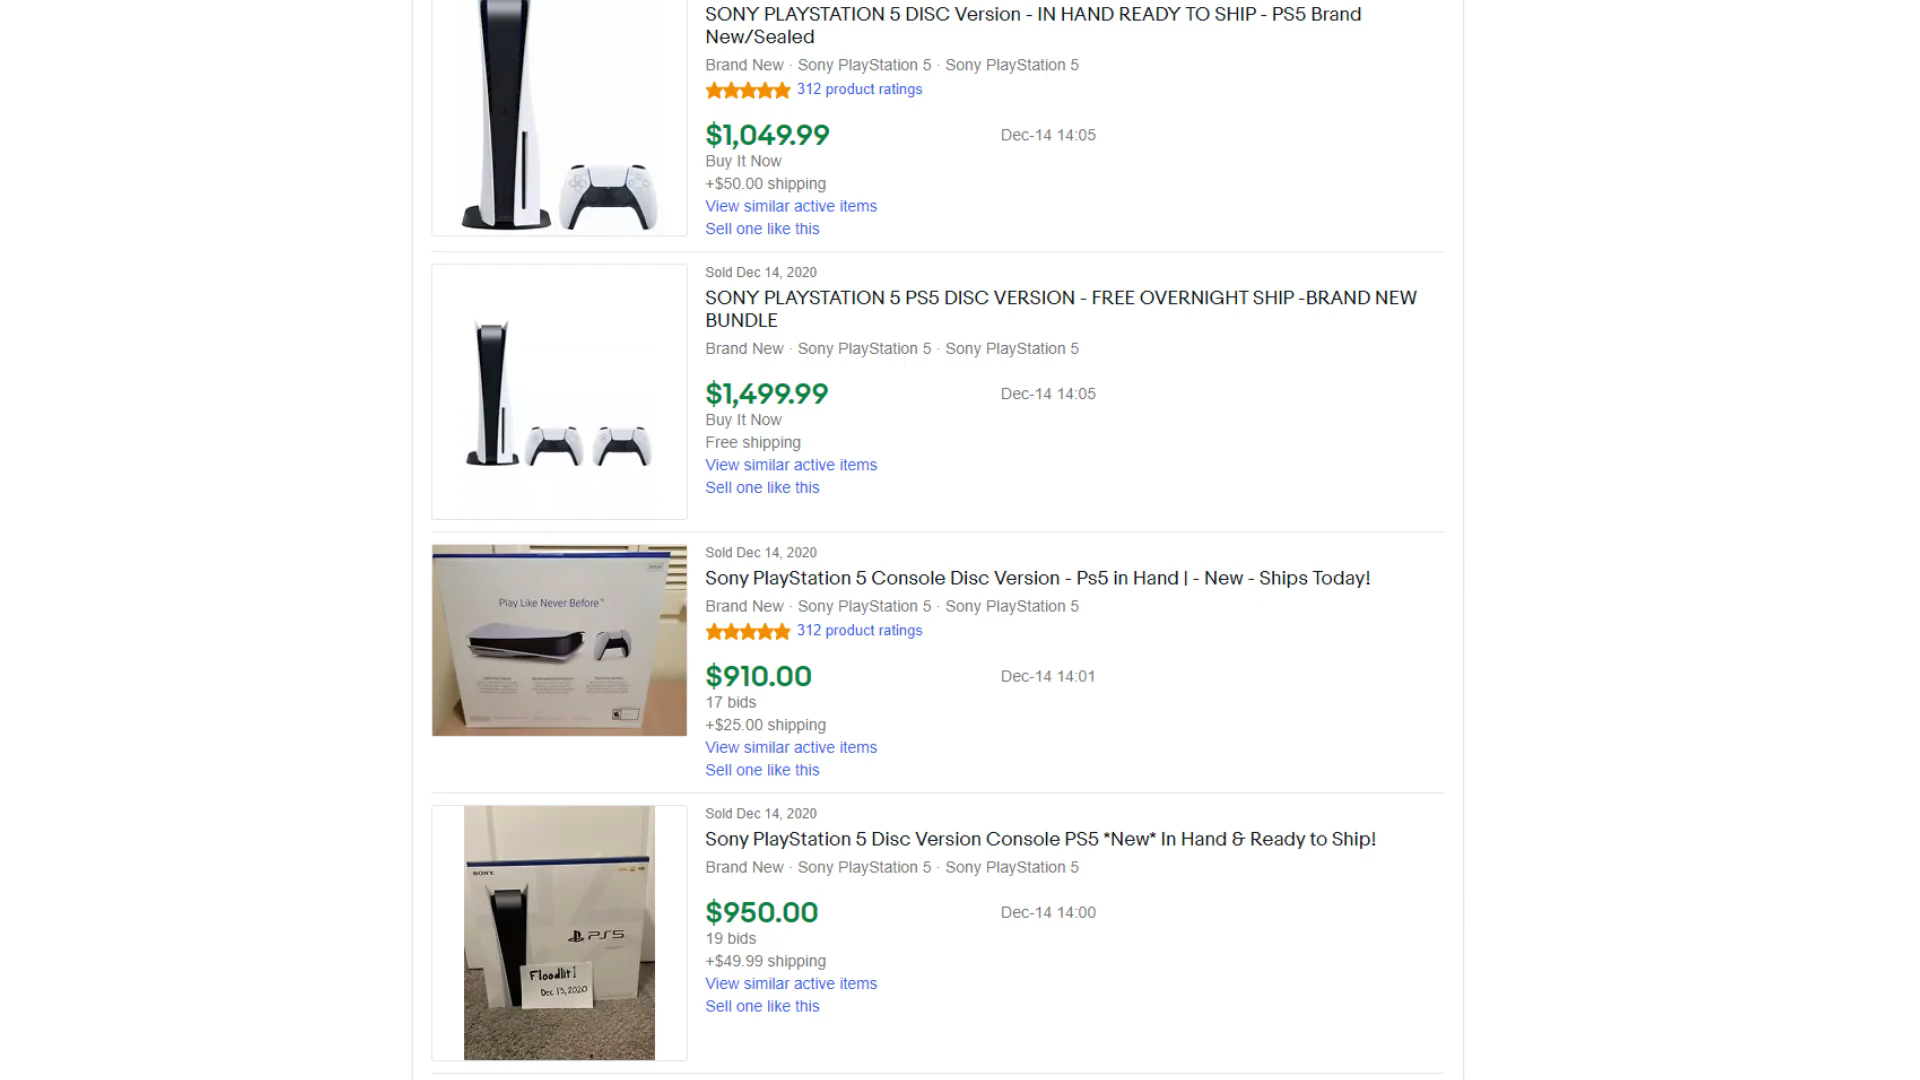 SONY PLAYSTATION 5 DISC Version - IN HAND READY TO SHIP - PS5 Brand
New/Sealed
Brand New · Sony PlayStation 5 · Sony PlayStation 5
312 product ratings
$1,049.99
Dec-14 14:05
Buy It Now
+$50.00 shipping
View similar active items
Sell one like this
Sold Dec 14, 2020
SONY PLAYSTATION 5 PS5 DISC VERSION - FREE OVERNIGHT SHIP -BRAND NEW
BUNDLE
Brand New · Sony PlayStation 5 · Sony PlayStation 5
$1,499.99
Dec-14 14:05
Buy It Now
Free shipping
View similar active items
Sell one like this
Play Like Never Before™
Sold Dec 14, 2020
Sony PlayStation 5 Console Disc Version - Ps5 in Hand | - New - Ships Today!
Brand New · Sony PlayStation 5 · Sony PlayStation 5
312 product ratings
$910.00
Dec-14 14:01
17 bids
+$25.00 shipping
View similar active items
Sell one like this
SONY
PS5
Floodlit1
Dec 13, 2020
Sold Dec 14, 2020
Sony PlayStation 5 Disc Version Console PS5 *New* In Hand & Ready to Ship!
Brand New · Sony PlayStation 5 · Sony PlayStation 5
$950.00
Dec-14 14:00
19 bids
+$49.99 shipping
View similar active items
Sell one like this